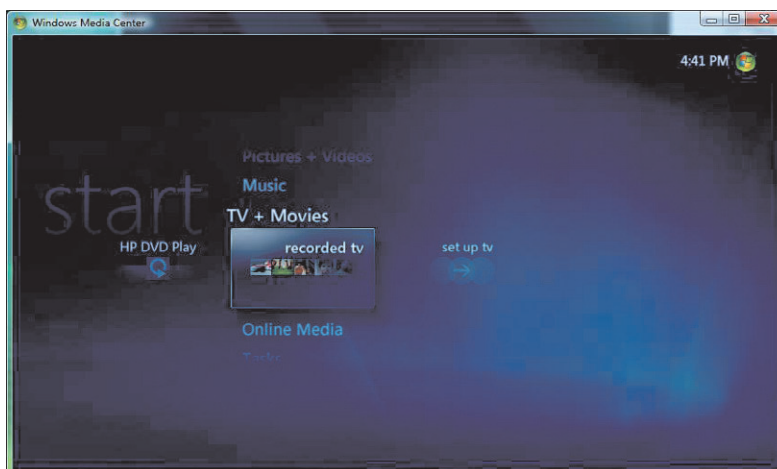 Windows Media Center
4:41 PM
Pictures + Videos
start
Music
TV + Movies
HP DVD Play
recorded tv
set up tv
Online Media
Tasks